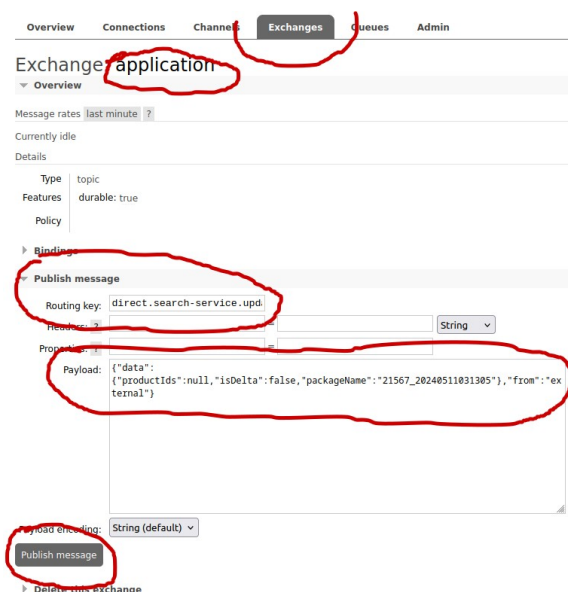 Overview Connections Channels Exchanges Queues Admin
Exchange: application
Overview
Message rates last minute ?
Currently idle
Details
Type topic
Features durable: true
Policy
Bindings
Publish message
Routing key: direct.search-service.upd
Headers: ? = String
Properties: ? =
Payload: {"data":
{"productIds":null,"isDelta":false,"packageName":"21567_20240511031305"},"from":"ex
ternal"}
Payload encoding: String (default)
Publish message
Delete this exchange